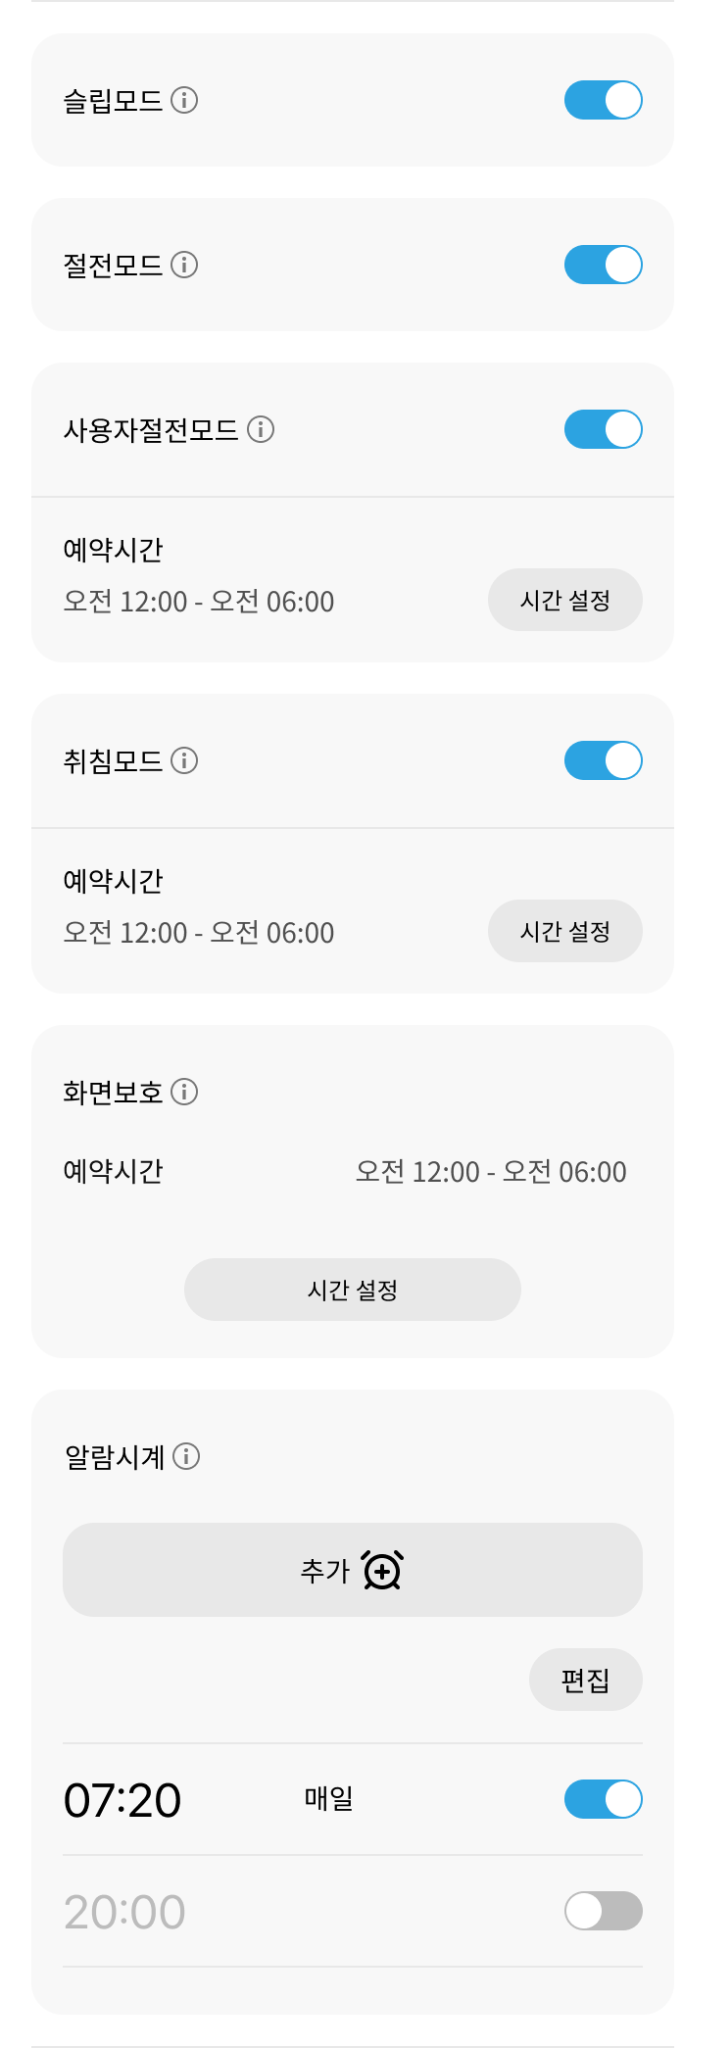 슬립모드
절전모드
사용자절전모드
예약시간
오전 12:00 - 오전 06:00
시간 설정
취침모드
예약시간
오전 12:00 - 오전 06:00
시간 설정
화면보호
예약시간 오전 12:00 - 오전 06:00
시간 설정
알람시계
추가
편집
07:20 매일
20:00